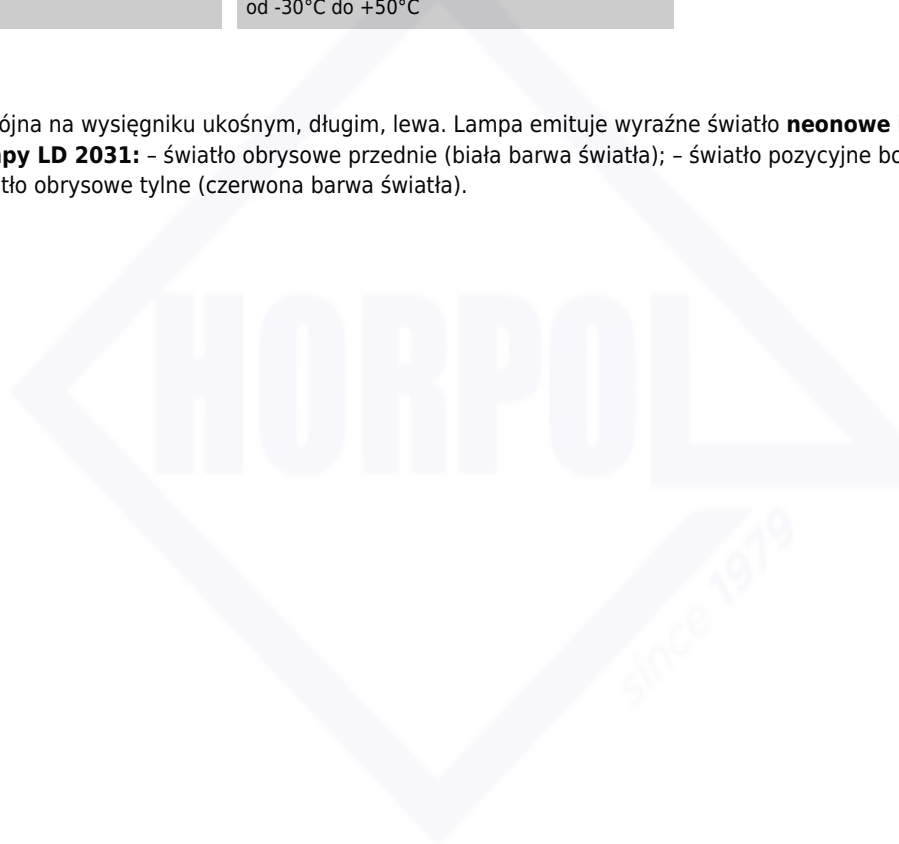 od -30°C do +50°C
ójna na wysięgniku ukośnym, długim, lewa. Lampa emituje wyraźne światło neonowe
py LD 2031: – światło obrysowe przednie (biała barwa światła); – światło pozycyjne bo
tło obrysowe tylne (czerwona barwa światła).
HORPOL
since 1979